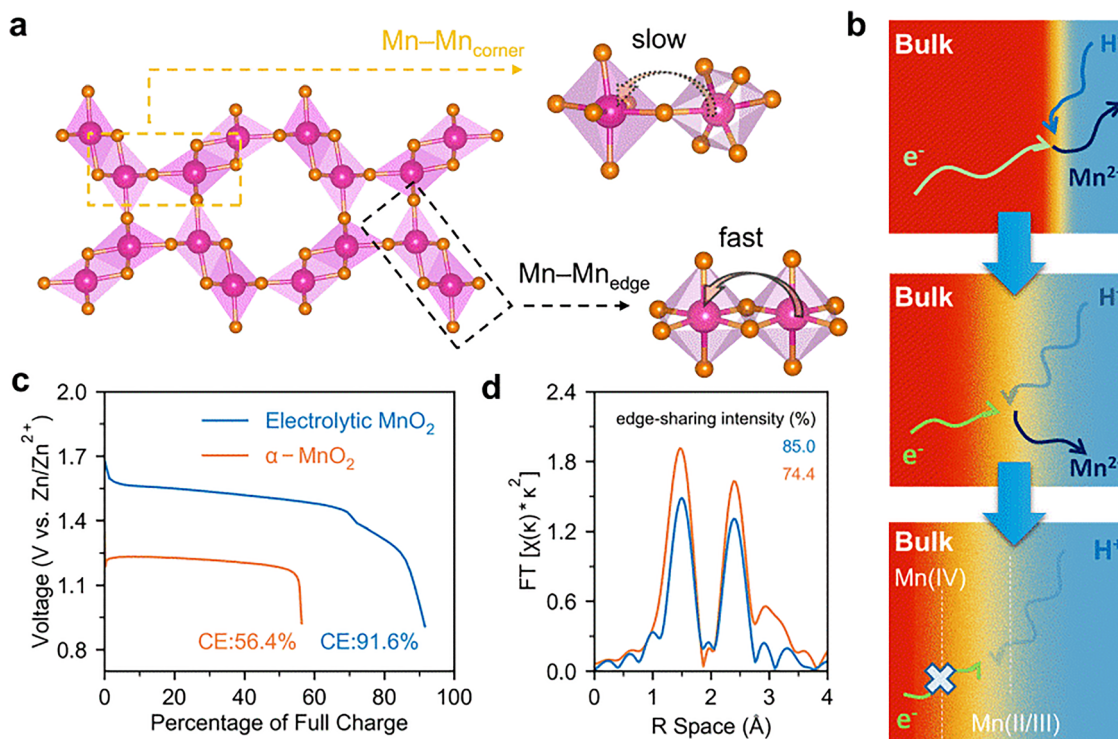 a
Mn–Mncorner
slow
Mn–Mnedge
fast
b
Bulk
H
e-
Mn2+
Bulk
H+
e-
Mn2
Bulk
Mn(IV)
H+
e-
Mn(II/III)
c
2.0
1.7
1.4
1.1
0.8
Voltage (V vs. Zn/Zn2+)
Electrolytic MnO2
α–MnO2
CE:56.4%
CE:91.6%
0
20
40
60
80
100
Percentage of Full Charge
d
2.4
1.8
1.2
0.6
0.0
FT [χ(κ)*κ2]
edge-sharing intensity (%)
85.0
74.4
0
1
2
3
4
R Space (Å)